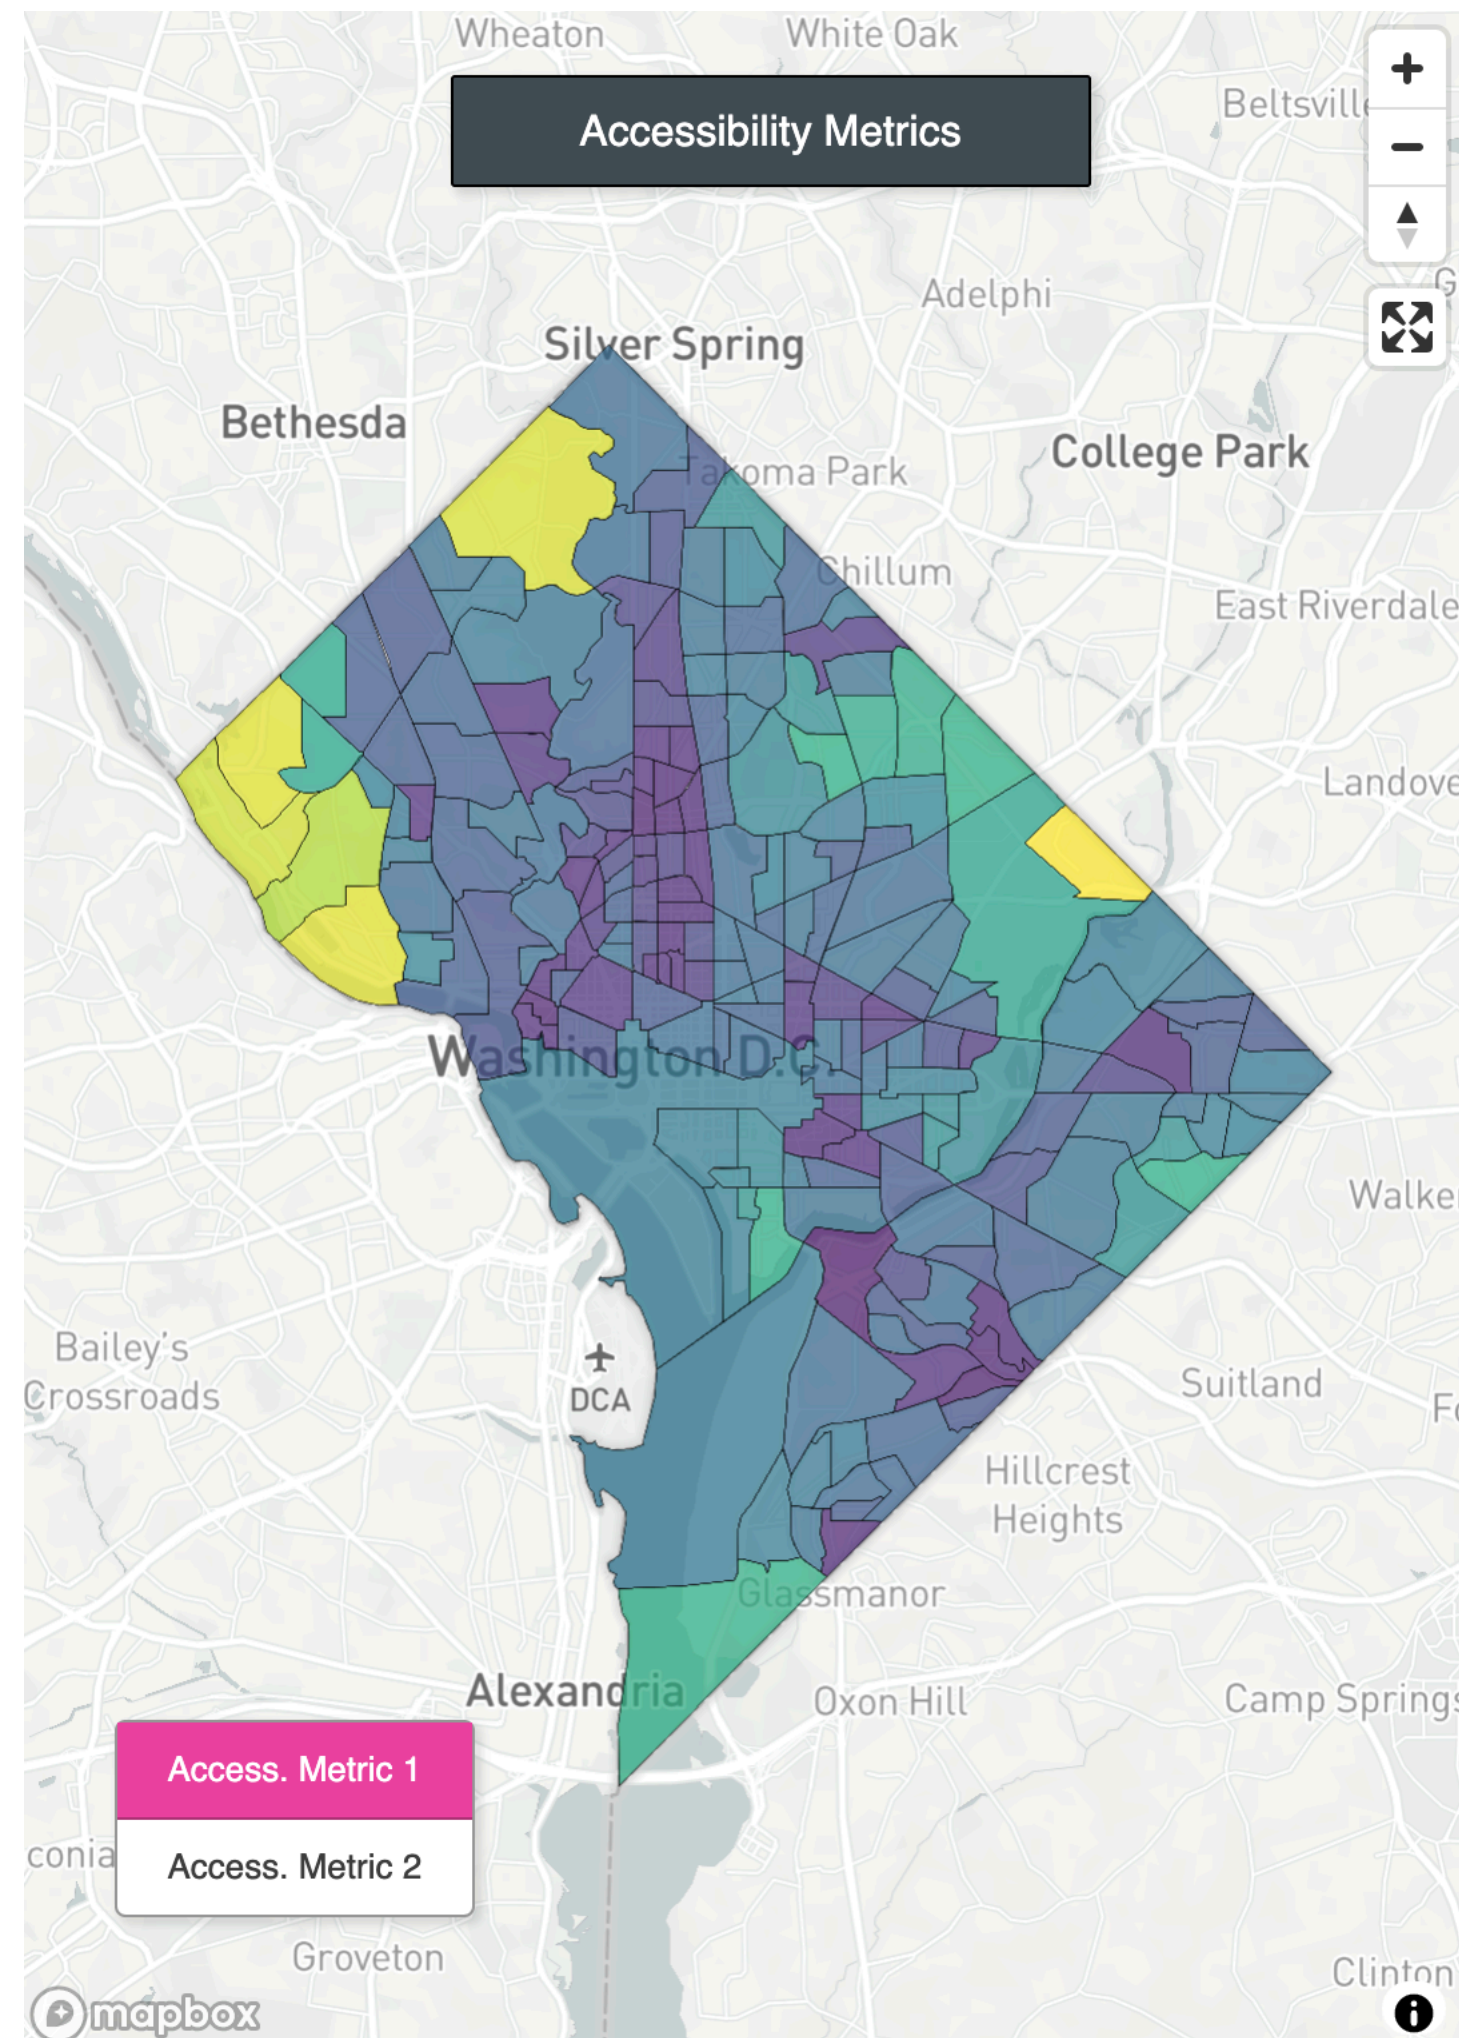 Wheaton
White Oak
Beltsville
Accessibility Metrics
Adelphi
Silver Spring
Bethesda
College Park
Takoma Park
Chillum
East Riverdale
Landove
Washington D.C.
Walke
Bailey's
Crossroads
DCA
Suitland
Hillcrest
Heights
Glassmanor
Alexandria
Oxon Hill
Camp Springs
Access. Metric 1
Access. Metric 2
conia
Groveton
Clinton
mapbox